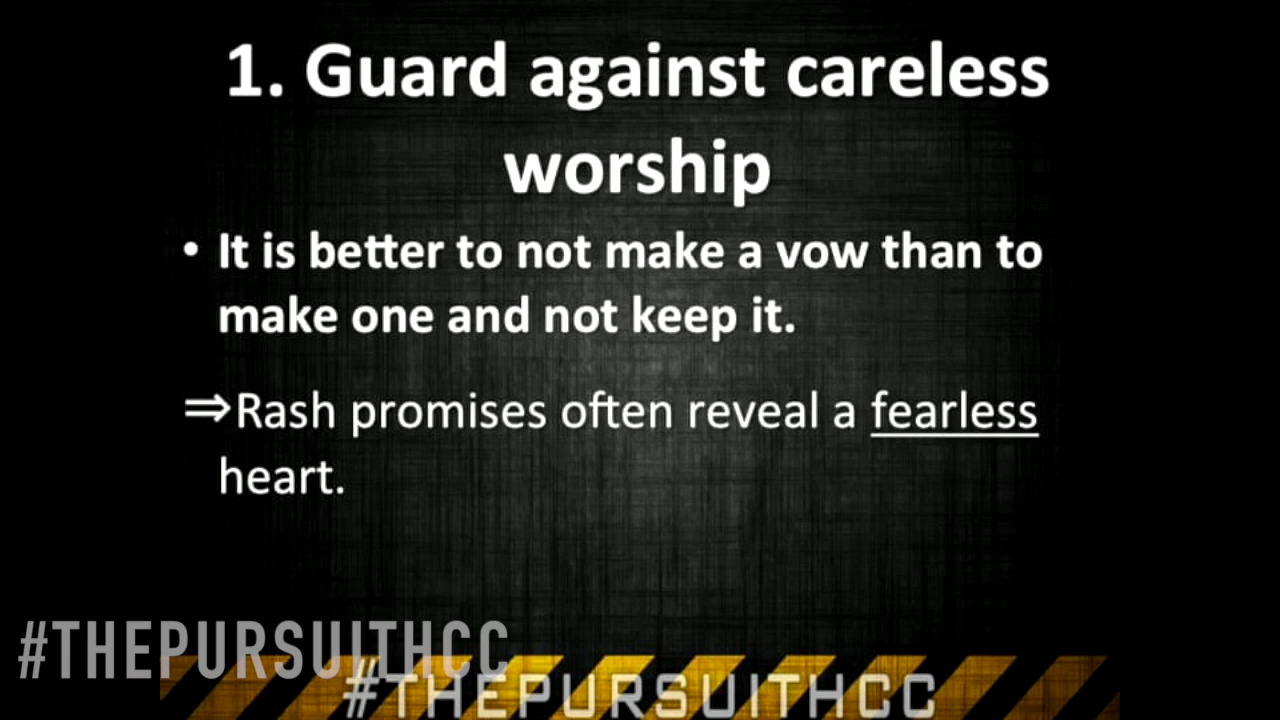 1. Guard against careless
worship
• It is better to not make a vow than to
make one and not keep it.
⇒Rash promises often reveal a fearless
heart.
#THEPURSUITHCC
#THEPURSUITHCC